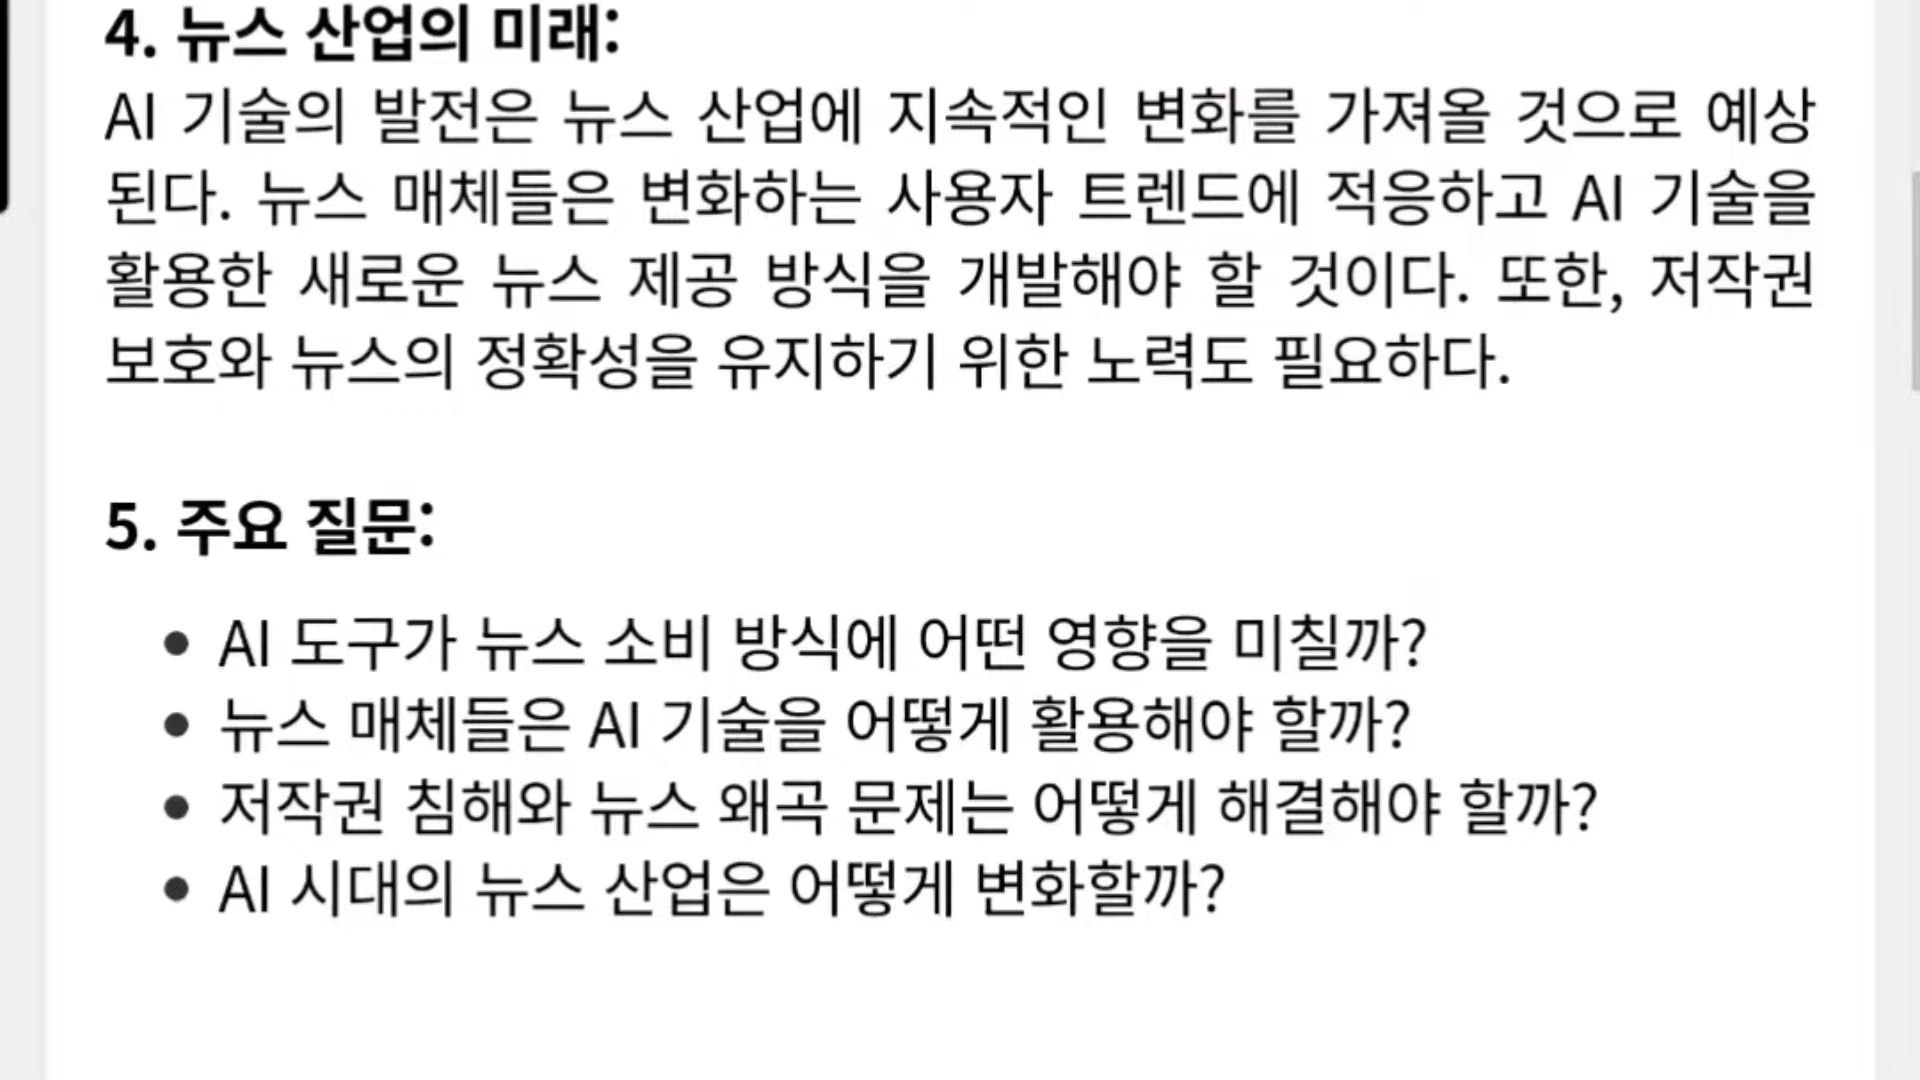 4. 뉴스 산업의 미래:
AI 기술의 발전은 뉴스 산업에 지속적인 변화를 가져올 것으로 예상
된다. 뉴스 매체들은 변화하는 사용자 트렌드에 적응하고 AI 기술을
활용한 새로운 뉴스 제공 방식을 개발해야 할 것이다. 또한, 저작권
보호와 뉴스의 정확성을 유지하기 위한 노력도 필요하다.
5. 주요 질문:
● AI 도구가 뉴스 소비 방식에 어떤 영향을 미칠까?
● 뉴스 매체들은 AI 기술을 어떻게 활용해야 할까?
● 저작권 침해와 뉴스 왜곡 문제는 어떻게 해결해야 할까?
● AI 시대의 뉴스 산업은 어떻게 변화할까?